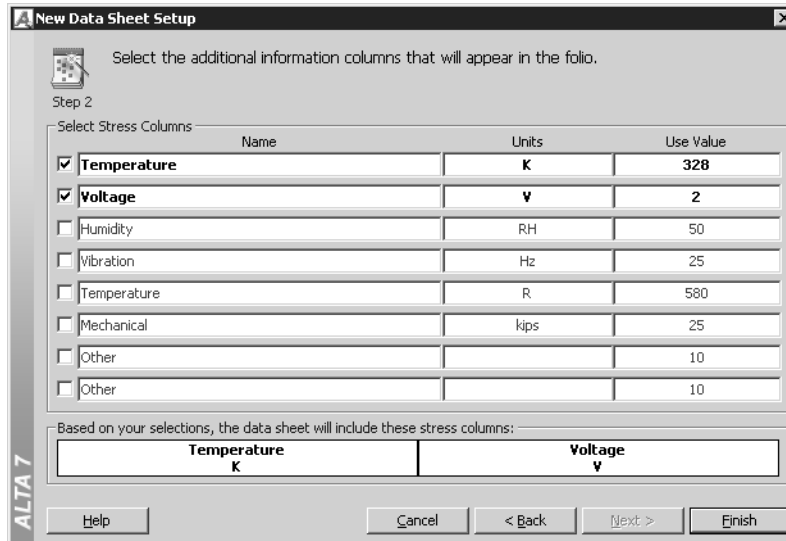 New Data Sheet Setup
Select the additional information columns that will appear in the folio.
Step 2
Select Stress Columns
Name Units Use Value
Temperature K 328
Voltage V 2
Humidity RH 50
Vibration Hz 25
Temperature R 580
Mechanical kips 25
Other 10
Other 10
Based on your selections, the data sheet will include these stress columns:
Temperature Voltage
K V
ALTA 7
Help Cancel < Back Next > Finish